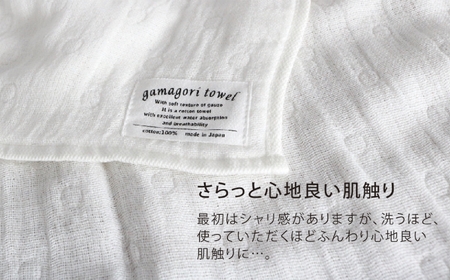 gamagori towel
With soft texture of gauze
It is a cotton towel
with excellent water absorption
and breathability
cotton:100% made in Japan
さらっと心地良い肌触り
最初はシャリ感がありますが、洗うほど、
使っていただくほどふんわり心地良い
肌触りに…。